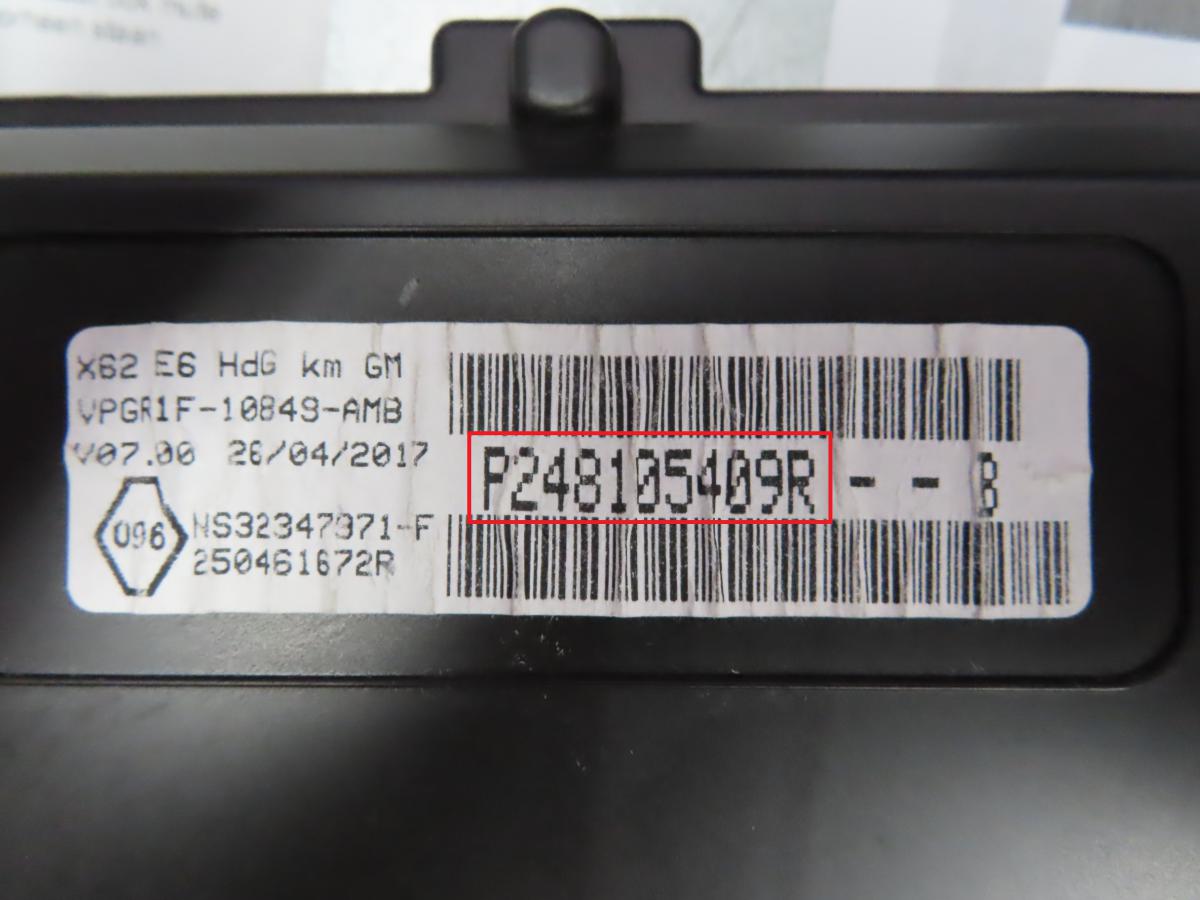 X62 E6 HdG km GM
VPGR1F-10849-AMB
V07.00 26/04/2017
P248105409R - - B
096
NS32347971-F
250461672R